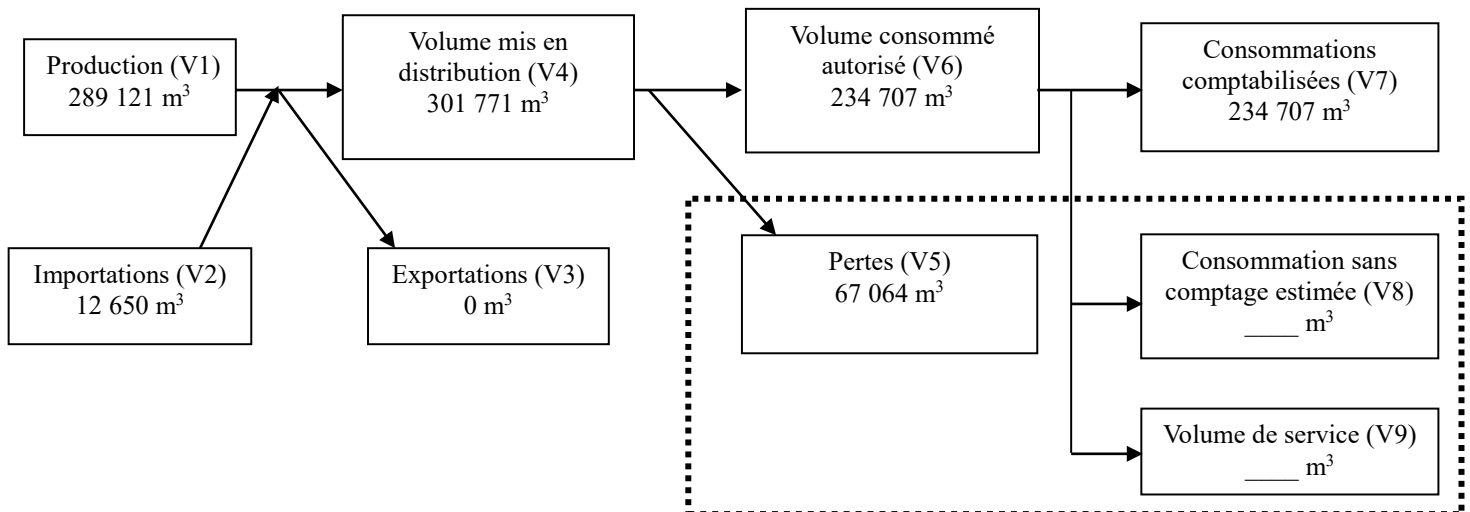 Production (V1)
289 121 m³
Volume mis en
distribution (V4)
301 771 m³
Volume consommé
autorisé (V6)
234 707 m³
Consommations
comptabilisées (V7)
234 707 m³
Importations (V2)
12 650 m³
Exportations (V3)
0 m³
Pertes (V5)
67 064 m³
Consommation sans
comptage estimée (V8)
____ m³
Volume de service (V9)
____ m³